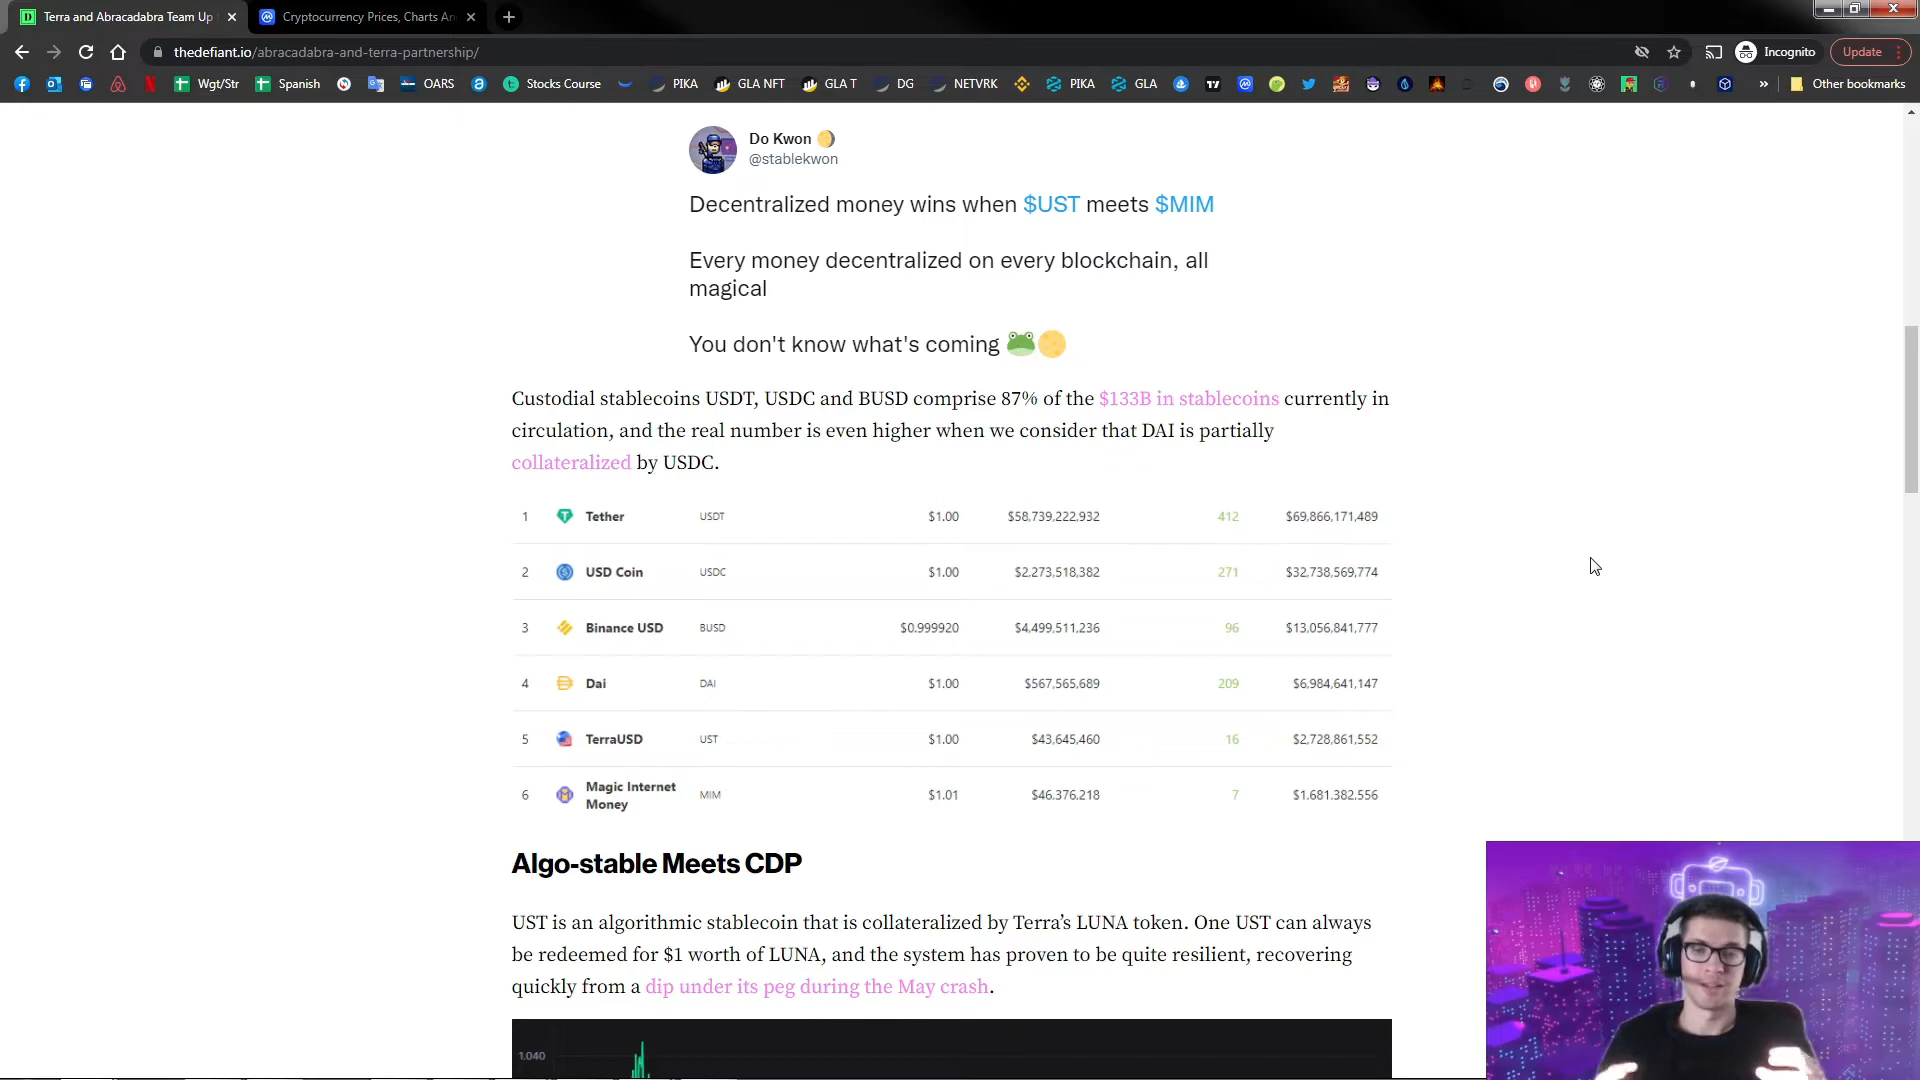 Terra and Abracadabra Team Up
Cryptocurrency Prices, Charts An
thedefiant.io/abracadabra-and-terra-partnership/
Incognito
Update
Wgt/Str
Spanish
OARS
Stocks Course
PIKA
GLA NFT
GLA T
DG
NETVRK
PIKA
GLA
Other bookmarks
Do Kwon
@stablekwon
Decentralized money wins when $UST meets $MIM
Every money decentralized on every blockchain, all
magical
You don't know what's coming
Custodial stablecoins USDT, USDC and BUSD comprise 87% of the $133B in stablecoins currently in
circulation, and the real number is even higher when we consider that DAI is partially
collateralized by USDC.
1 Tether USDT $1.00 $58,739,222,932 412 $69,866,171,489
2 USD Coin USDC $1.00 $2,273,518,382 271 $32,738,569,774
3 Binance USD BUSD $0.999920 $4,499,511,236 96 $13,056,841,777
4 Dai DAI $1.00 $567,565,689 209 $6,984,641,147
5 TerraUSD UST $1.00 $43,645,460 16 $2,728,861,552
6 Magic Internet Money MIM $1.01 $46,376,218 7 $1,681,382,556
Algo-stable Meets CDP
UST is an algorithmic stablecoin that is collateralized by Terra’s LUNA token. One UST can always
be redeemed for $1 worth of LUNA, and the system has proven to be quite resilient, recovering
quickly from a dip under its peg during the May crash.
1.040